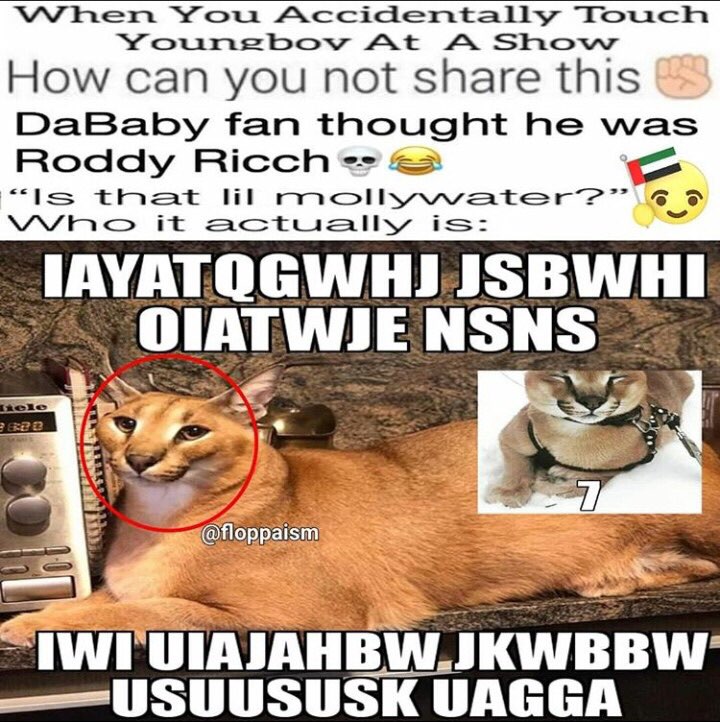 When You Accidentally Touch
Youngboy At A Show
How can you not share this ✊🏻
DaBaby fan thought he was
Roddy Ricch 💀😂
“Is that lil mollywater?”
Who it actually is:
IAYATQGWHJ JSBWHI
OIATWJE NSNS
Miele
7
@floppaism
IWI UIAJAHBW JKWBBW
USUUSUSK UAGGA